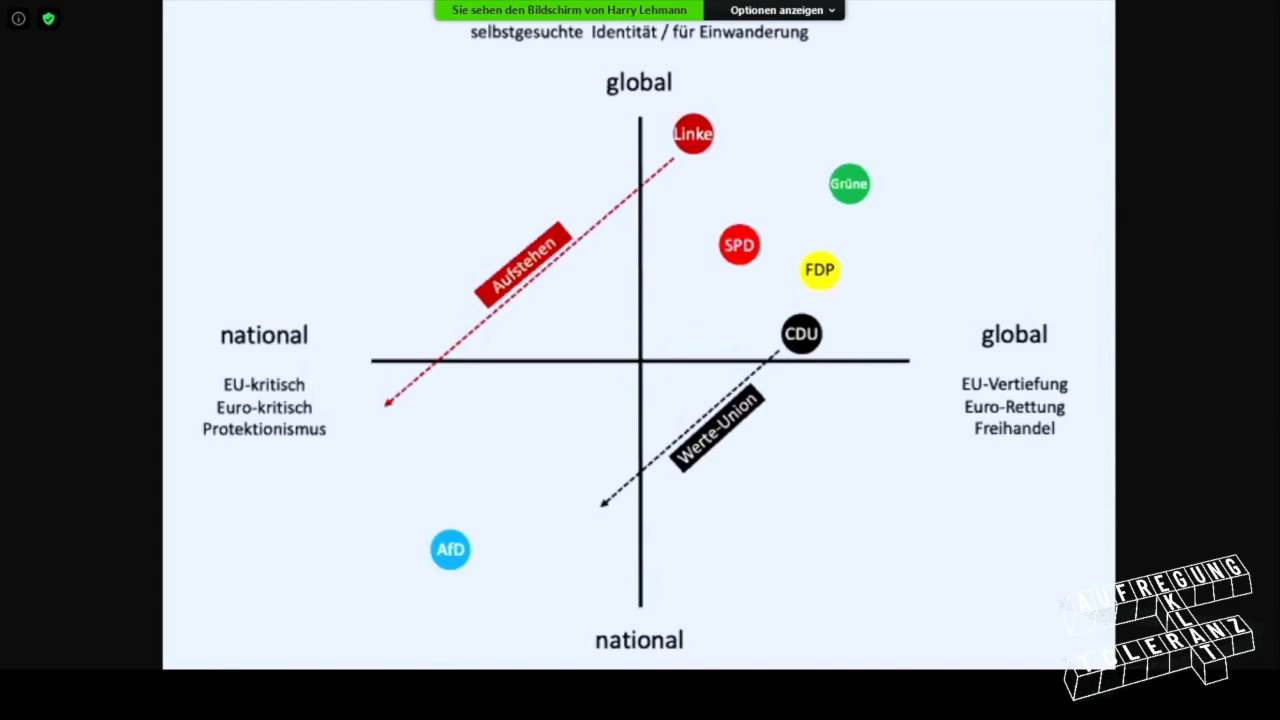 Sie sehen den Bildschirm von Harry Lehmann
Optionen anzeigen
selbstgesuchte Identität / für Einwanderung
global
Linke
Grüne
SPD
Aufstehen
FDP
CDU
national
global
EU-kritisch
Euro-kritisch
Protektionismus
EU-Vertiefung
Euro-Rettung
Freihandel
Werte-Union
AfD
national
AUFREGUNG
EKLAT
TOLERANZ